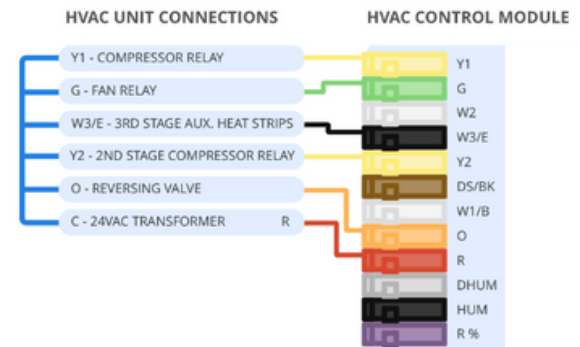 HVAC UNIT CONNECTIONS
HVAC CONTROL MODULE
Y1 - COMPRESSOR RELAY
G - FAN RELAY
W3/E - 3RD STAGE AUX. HEAT STRIPS
Y2 - 2ND STAGE COMPRESSOR RELAY
O - REVERSING VALVE
C - 24VAC TRANSFORMER R
Y1
G
W2
W3/E
Y2
DS/BK
W1/B
O
R
DHUM
HUM
R %